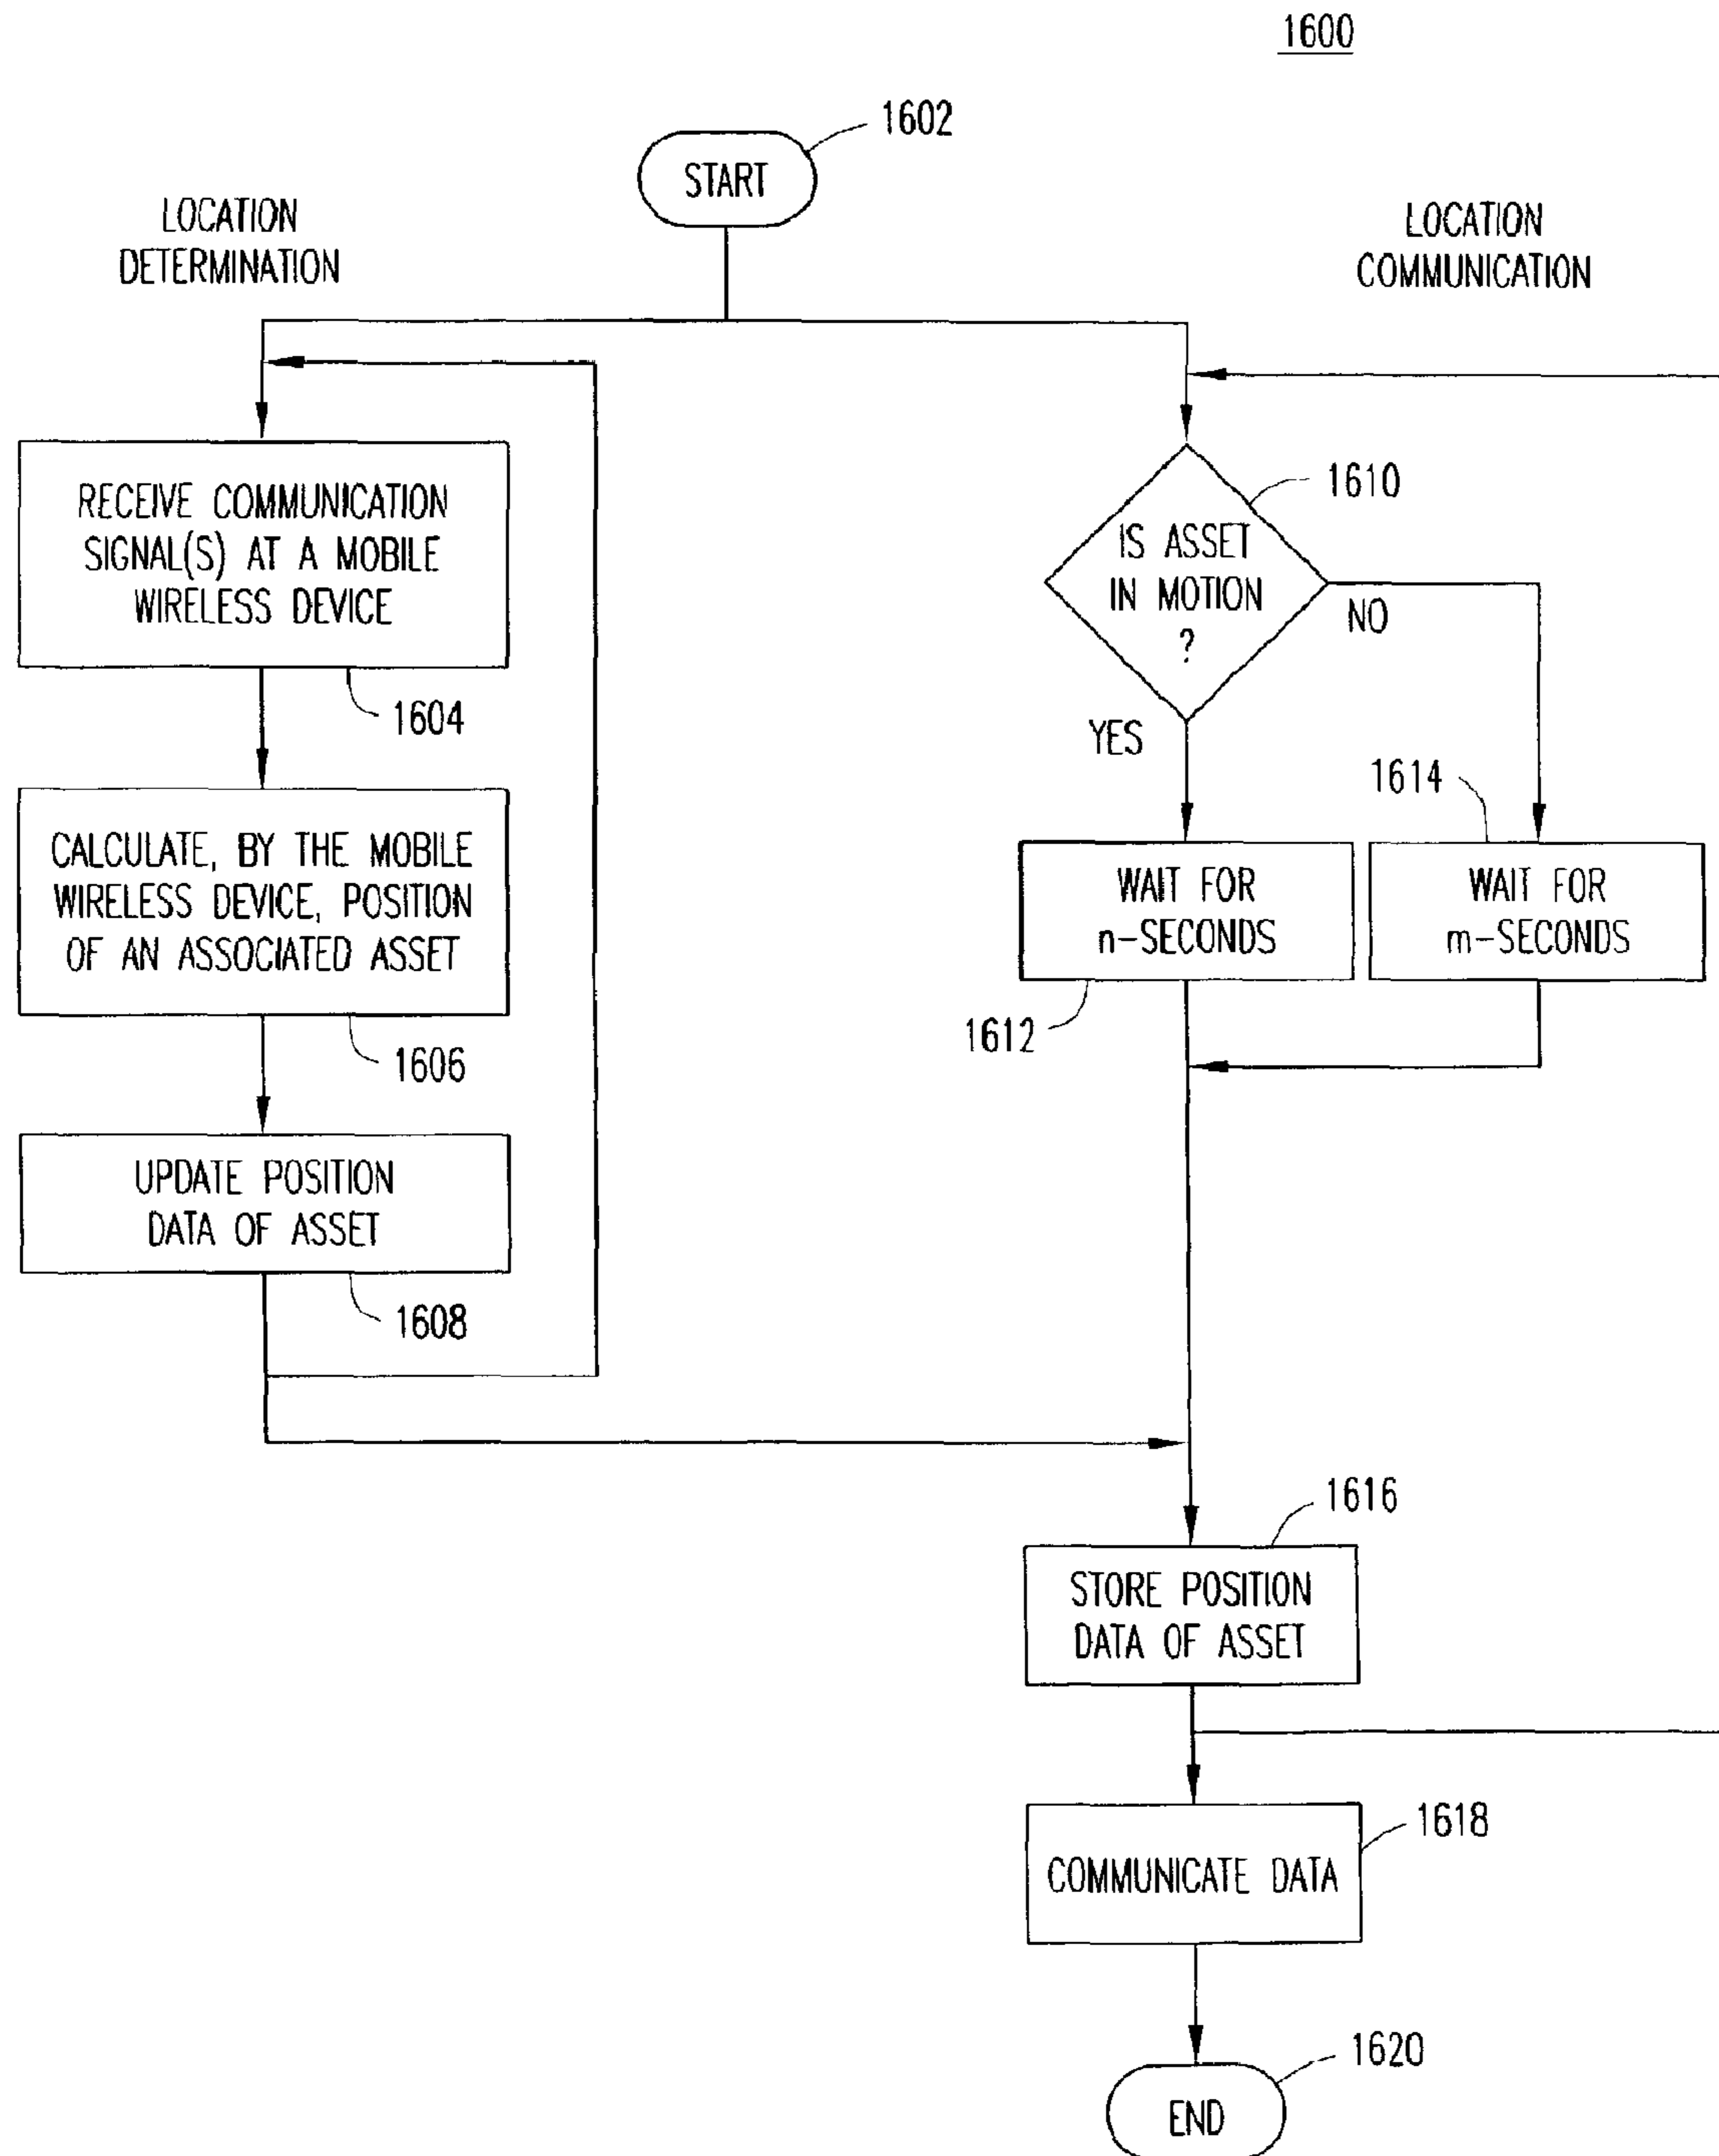 1600
1602
START
LOCATION
DETERMINATION
LOCATION
COMMUNICATION
RECEIVE COMMUNICATION
SIGNAL(S) AT A MOBILE
WIRELESS DEVICE
1604
CALCULATE, BY THE MOBILE
WIRELESS DEVICE, POSITION
OF AN ASSOCIATED ASSET
1606
UPDATE POSITION
DATA OF ASSET
1608
1610
IS ASSET
IN MOTION
?
NO
YES
1614
WAIT FOR
n-SECONDS
WAIT FOR
m-SECONDS
1612
1616
STORE POSITION
DATA OF ASSET
1618
COMMUNICATE DATA
1620
END